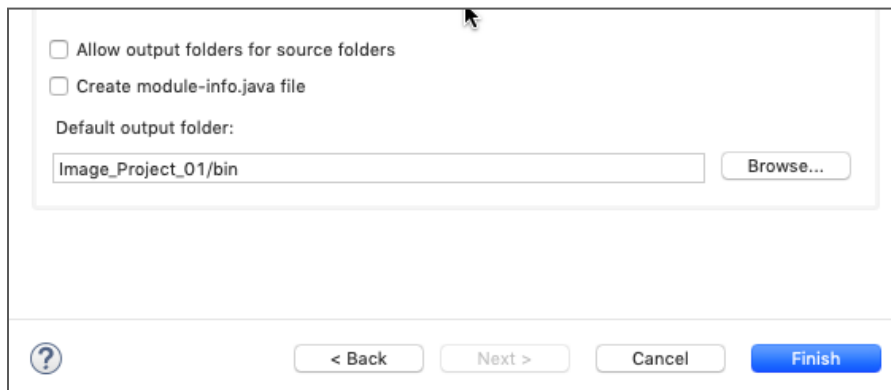 Allow output folders for source folders
Create module-info.java file
Default output folder:
Image_Project_01/bin Browse...
? < Back Next > Cancel Finish